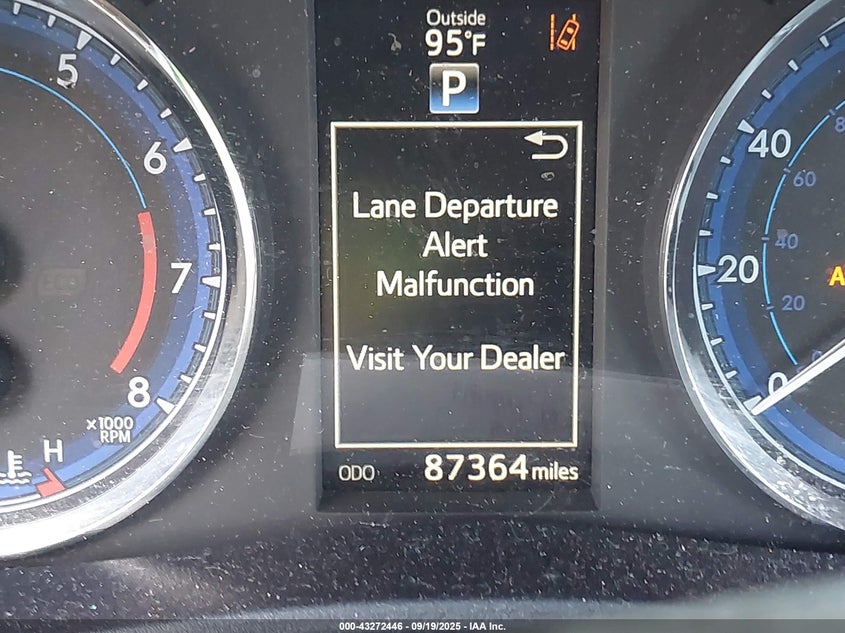 Outside
95°F
P
5
6
7
8
x1000
RPM
H
Lane Departure
Alert
Malfunction
Visit Your Dealer
ODO 87364 miles
40
20
0
60
40
20
000-43272446 - 09/19/2025 - IAA Inc.